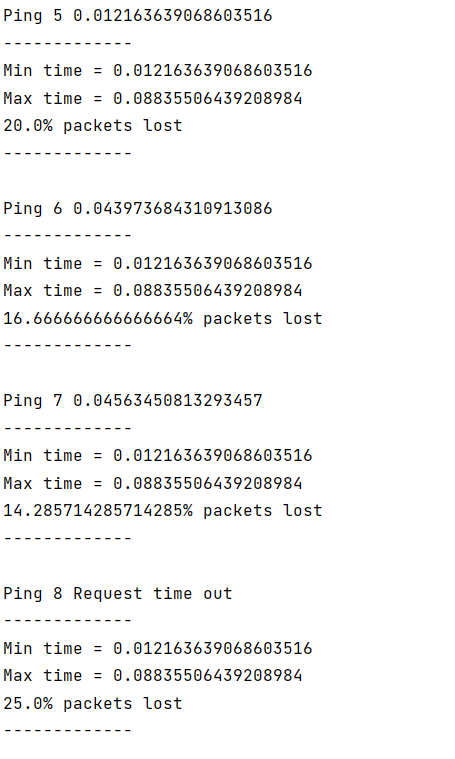 Ping 5 0.012163639068603516
-------------
Min time = 0.012163639068603516
Max time = 0.08835506439208984
20.0% packets lost
-------------
Ping 6 0.043973684310913086
-------------
Min time = 0.012163639068603516
Max time = 0.08835506439208984
16.666666666666664% packets lost
-------------
Ping 7 0.04563450813293457
-------------
Min time = 0.012163639068603516
Max time = 0.08835506439208984
14.285714285714285% packets lost
-------------
Ping 8 Request time out
-------------
Min time = 0.012163639068603516
Max time = 0.08835506439208984
25.0% packets lost
-------------